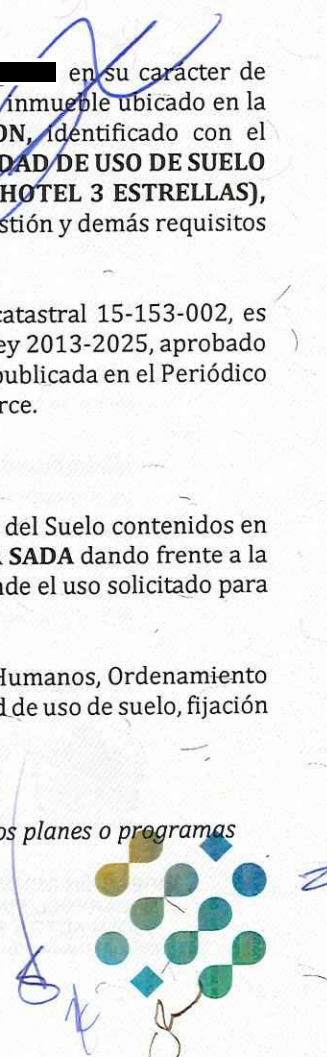 en su carácter de
inmueble ubicado en la
ON, identificado con el
DAD DE USO DE SUELO
HOTEL 3 ESTRELLAS),
estión y demás requisitos
catastral 15-153-002, es
ey 2013-2025, aprobado
publicada en el Periódico
rce.
del Suelo contenidos en
A SADA dando frente a la
nde el uso solicitado para
Humanos, Ordenamiento
d de uso de suelo, fijación
os planes o programas